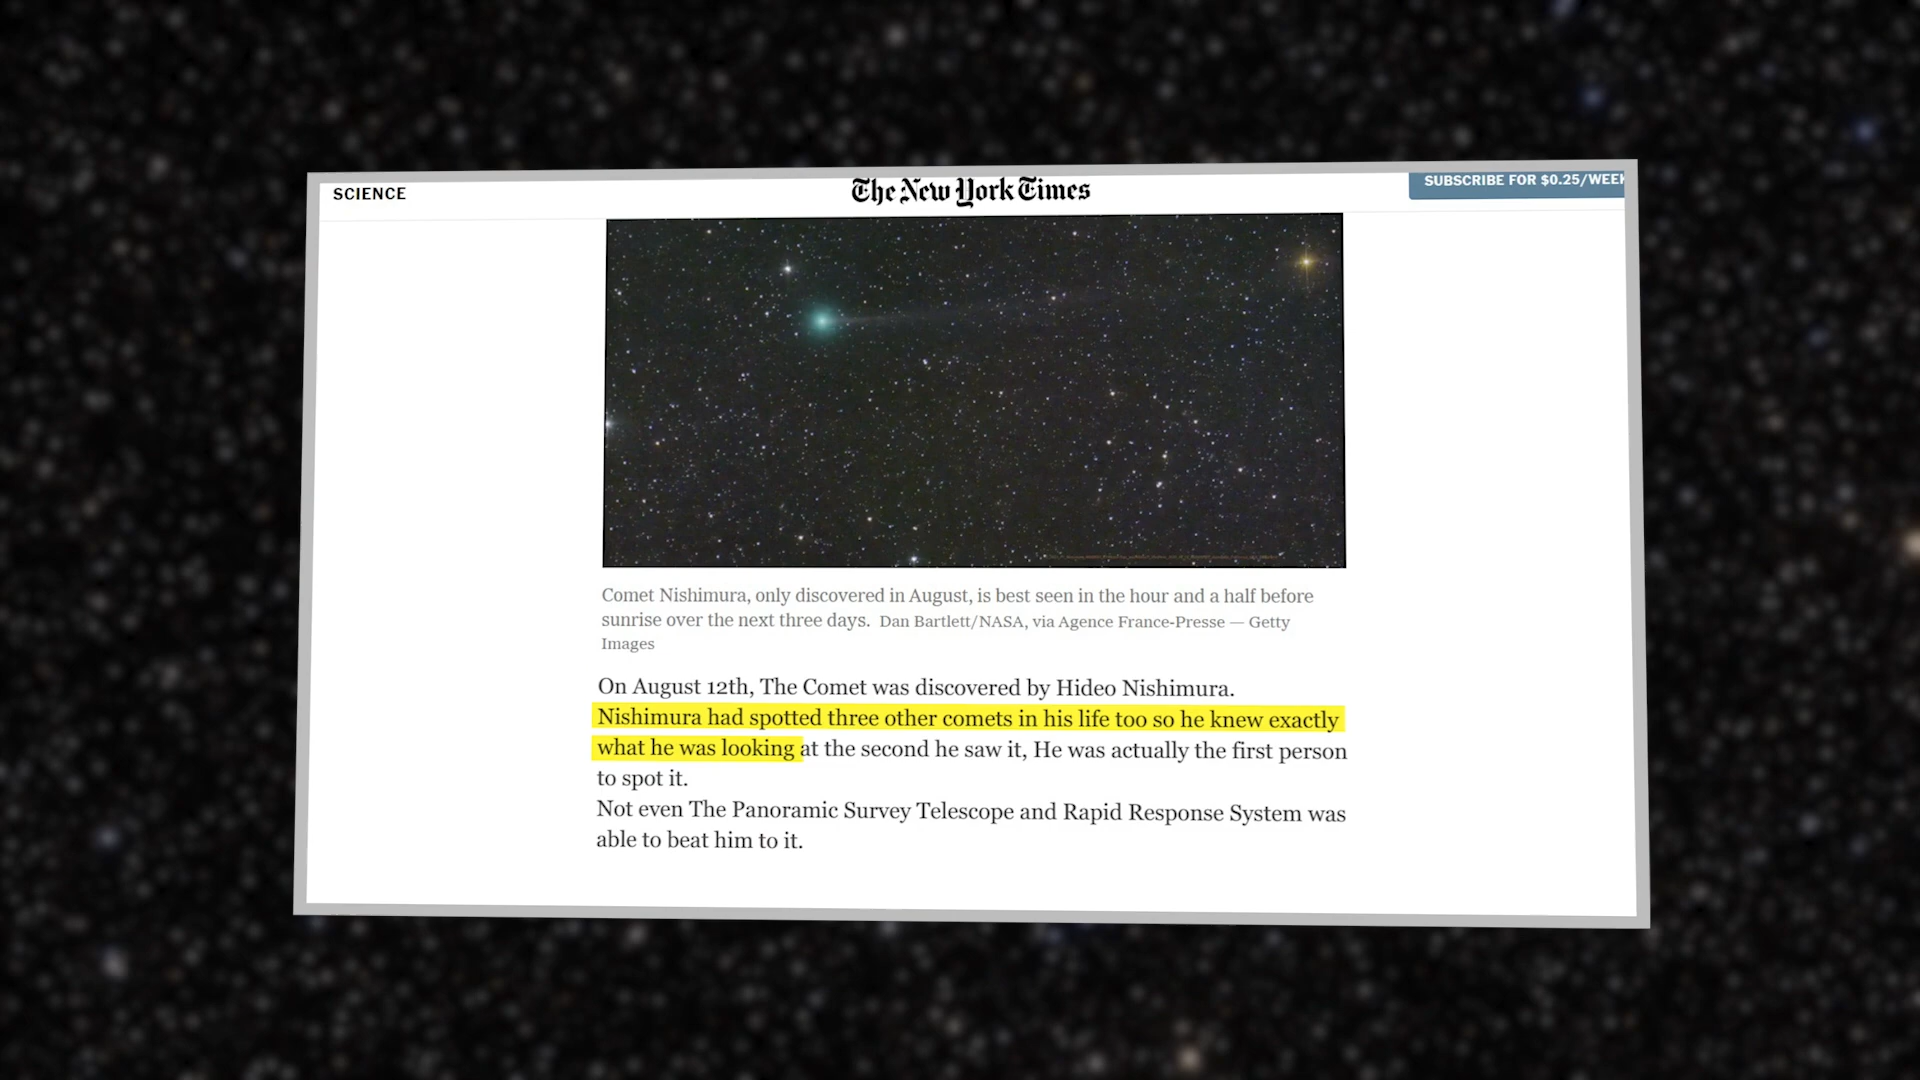 SCIENCE
The New York Times
SUBSCRIBE FOR $0.25/WEEK
Comet Nishimura, only discovered in August, is best seen in the hour and a half before
sunrise over the next three days. Dan Bartlett/NASA, via Agence France-Presse — Getty
Images
On August 12th, The Comet was discovered by Hideo Nishimura.
Nishimura had spotted three other comets in his life too so he knew exactly
what he was looking at the second he saw it, He was actually the first person
to spot it.
Not even The Panoramic Survey Telescope and Rapid Response System was
able to beat him to it.